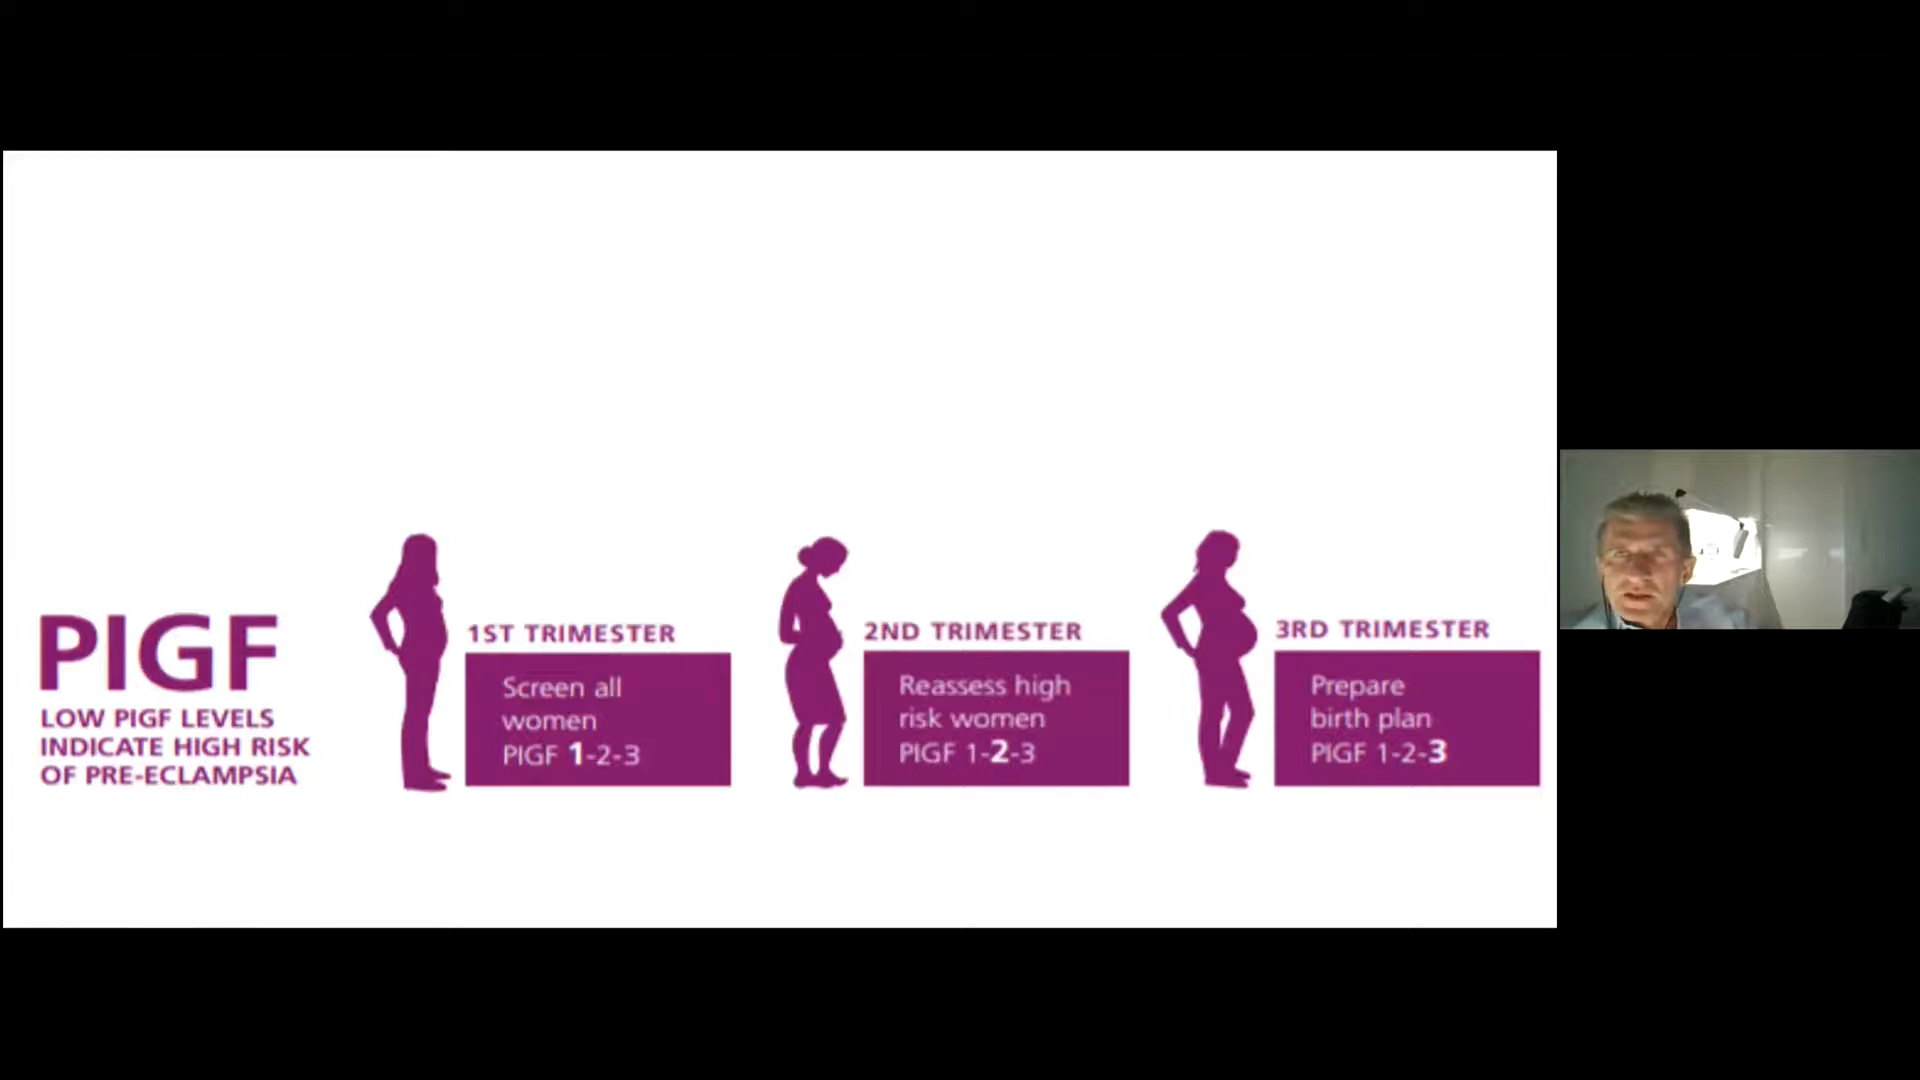 PIGF
LOW PIGF LEVELS
INDICATE HIGH RISK
OF PRE-ECLAMPSIA
1ST TRIMESTER
Screen all
women
PIGF 1-2-3
2ND TRIMESTER
Reassess high
risk women
PIGF 1-2-3
3RD TRIMESTER
Prepare
birth plan
PIGF 1-2-3